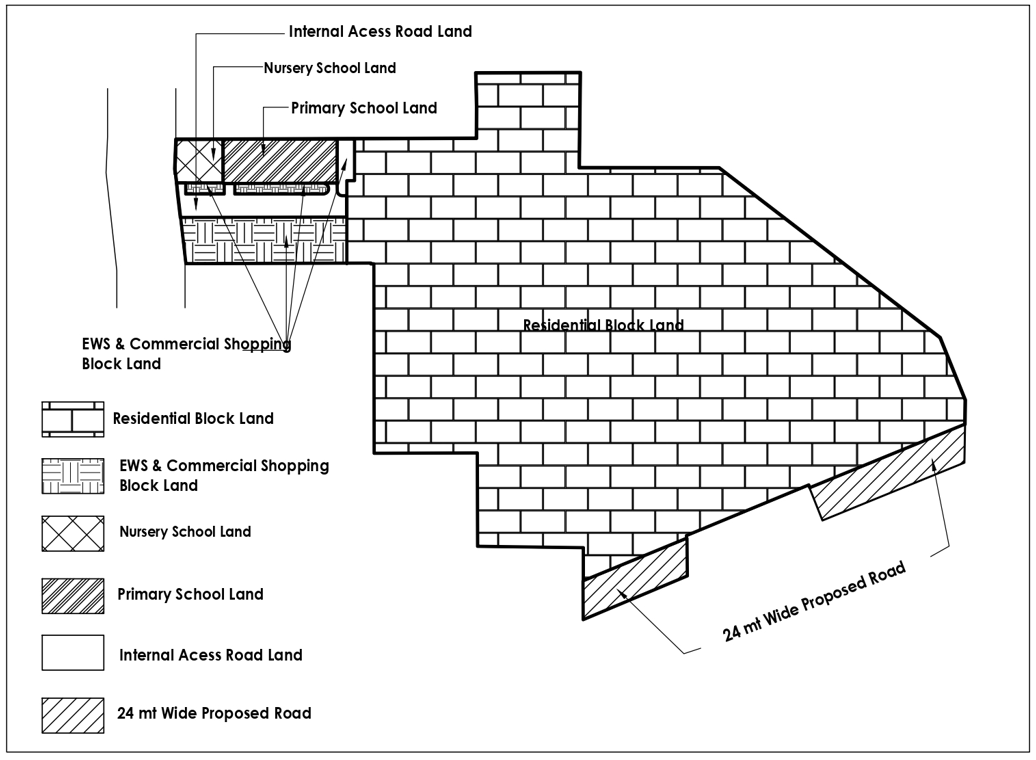 Internal Acess Road Land
Nursery School Land
Primary School Land
Residential Block Land
EWS & Commercial Shopping
Block Land
Residential Block Land
EWS & Commercial Shopping
Block Land
Nursery School Land
Primary School Land
Internal Acess Road Land
24 mt Wide Proposed Road
24 mt Wide Proposed Road